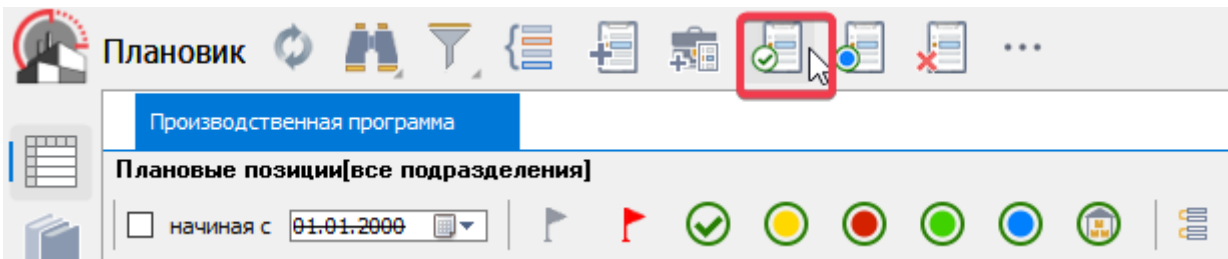 Плановик
Производственная программа
Плановые позиции[все подразделения]
начиная с 01.01.2000